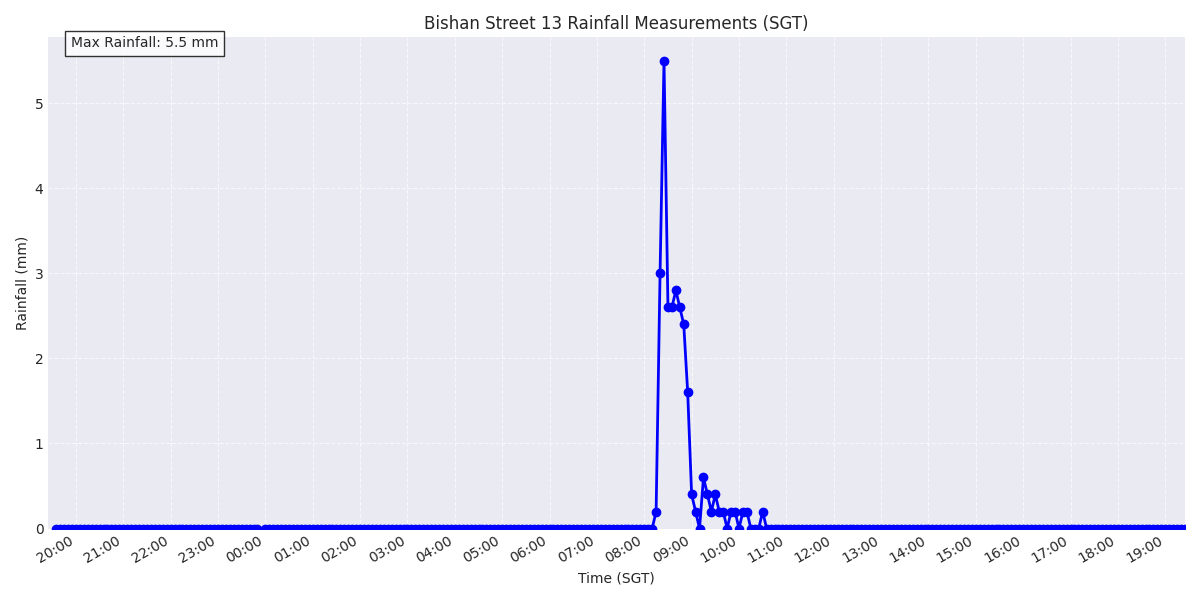 Bishan Street 13 Rainfall Measurements (SGT)
Max Rainfall: 5.5 mm
Rainfall (mm)
5
4
3
2
1
0
20:00 21:00 22:00 23:00 00:00 01:00 02:00 03:00 04:00 05:00 06:00 07:00 08:00 09:00 10:00 11:00 12:00 13:00 14:00 15:00 16:00 17:00 18:00 19:00
Time (SGT)